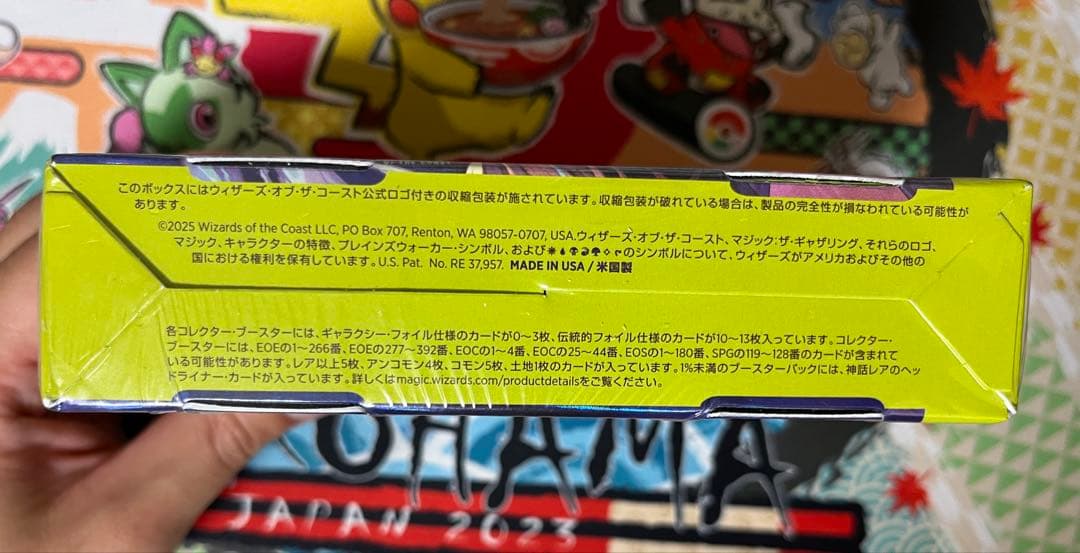 このボックスにはウィザーズ・オブ・ザ・コースト公式ロゴ付きの収縮包装が施されています。収縮包装が破れている場合は、製品の完全性が損なわれている可能性が
あります。
©2025 Wizards of the Coast LLC, PO Box 707, Renton, WA 98057-0707, USA.ウィザーズ・オブ・ザ・コースト、マジック:ザ・ギャザリング、それらのロゴ、
マジック、キャラクターの特徴、プレインズウォーカー・シンボル、および のシンボルについて、ウィザーズがアメリカおよびその他の
国における権利を保有しています。U.S. Pat. No. RE 37,957. MADE IN USA / 米国製
各コレクター・ブースターには、ギャラクシー・フォイル仕様のカードが0〜3枚、伝統的フォイル仕様のカードが10〜13枚入っています。コレクター・
ブースターには、EOEの1〜266番、EOEの277〜392番、EOCの1〜4番、EOCの25〜44番、EOSの1〜180番、SPGの119〜128番のカードが含まれて
いる可能性があります。レア以上5枚、アンコモン4枚、コモン5枚、土地1枚のカードが入っています。1%未満のブースターパックには、神話レアのヘッ
ドライナー・カードが入っています。詳しくはmagic.wizards.com/productdetailsをご覧ください。
OHAMA
JAPAN 2023